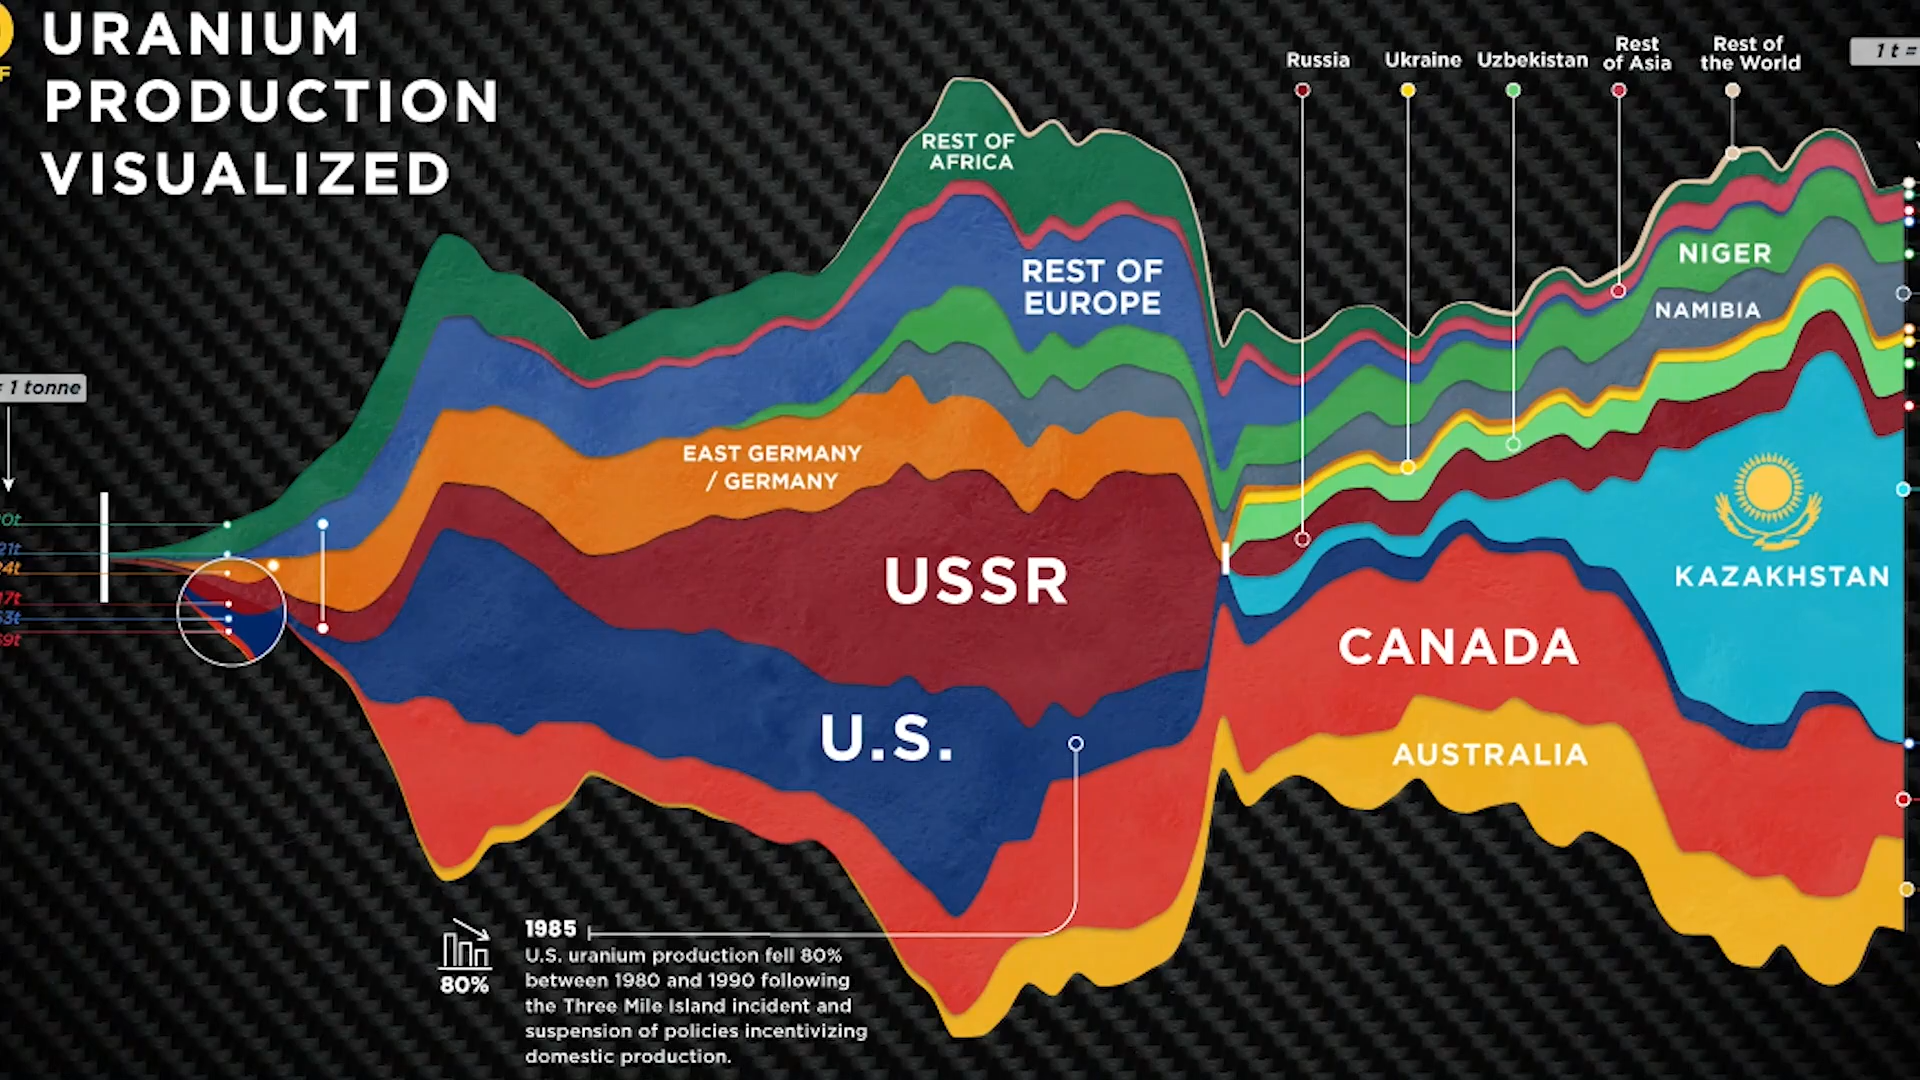 URANIUM
PRODUCTION
VISUALIZED
Russia
Ukraine
Uzbekistan
Rest
of Asia
Rest of
the World
1 t =
REST OF
AFRICA
REST OF
EUROPE
NIGER
NAMIBIA
= 1 tonne
EAST GERMANY
/ GERMANY
USSR
KAZAKHSTAN
CANADA
U.S.
AUSTRALIA
1985
U.S. uranium production fell 80%
between 1980 and 1990 following
the Three Mile Island incident and
suspension of policies incentivizing
domestic production.
80%